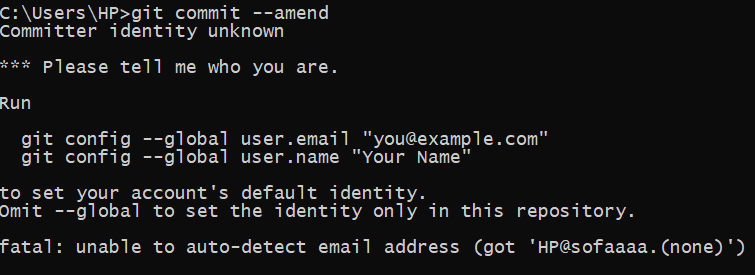 C:\Users\HP>git commit --amend
Committer identity unknown
*** Please tell me who you are.
Run
git config --global user.email "you@example.com"
git config --global user.name "Your Name"
to set your account's default identity.
Omit --global to set the identity only in this repository.
fatal: unable to auto-detect email address (got 'HP@sofaaaa.(none)')